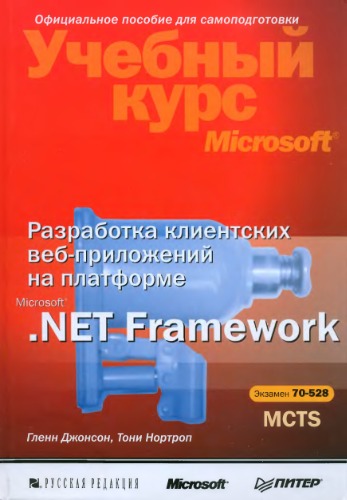 Официальное пособие для самоподготовки
Учебный
курс
Microsoft®
Разработка клиентских
веб-приложений
на платформе
Microsoft®
.NET Framework
Экзамен 70-528
MCTS
Гленн Джонсон, Тони Нортроп
РУССКАЯ РЕДАКЦИЯ
Microsoft®
ПИТЕР®